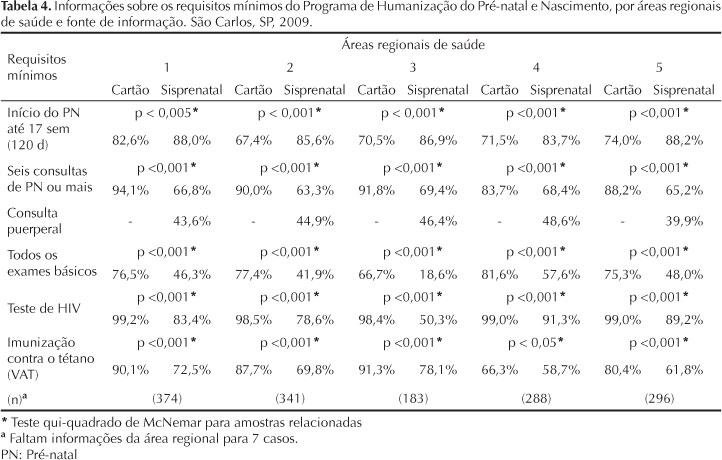 Tabela 4. Informações sobre os requisitos mínimos do Programa de Humanização do Pré-natal e Nascimento, por áreas regionais
de saúde e fonte de informação. São Carlos, SP, 2009.
Requisitos mínimos Áreas regionais de saúde
1 2 3 4 5
Cartão Sisprenatal Cartão Sisprenatal Cartão Sisprenatal Cartão Sisprenatal Cartão Sisprenatal
Início do PN até 17 sem (120 d) p < 0,005* p < 0,001* p < 0,001* p <0,001* p <0,001*
82,6% 88,0% 67,4% 85,6% 70,5% 86,9% 71,5% 83,7% 74,0% 88,2%
Seis consultas de PN ou mais p <0,001* p <0,001* p <0,001* p <0,001* p <0,001*
94,1% 66,8% 90,0% 63,3% 91,8% 69,4% 83,7% 68,4% 88,2% 65,2%
Consulta puerperal - 43,6% - 44,9% - 46,4% - 48,6% - 39,9%
Todos os exames básicos p <0,001* p <0,001* p <0,001* p <0,001* p <0,001*
76,5% 46,3% 77,4% 41,9% 66,7% 18,6% 81,6% 57,6% 75,3% 48,0%
Teste de HIV p <0,001* p <0,001* p <0,001* p <0,001* p <0,001*
99,2% 83,4% 98,5% 78,6% 98,4% 50,3% 99,0% 91,3% 99,0% 89,2%
Imunização contra o tétano (VAT) p <0,001* p <0,001* p <0,001* p < 0,05* p <0,001*
90,1% 72,5% 87,7% 69,8% 91,3% 78,1% 66,3% 58,7% 80,4% 61,8%
(n)a (374) (341) (183) (288) (296)
* Teste qui-quadrado de McNemar para amostras relacionadas
a Faltam informações da área regional para 7 casos.
PN: Pré-natal